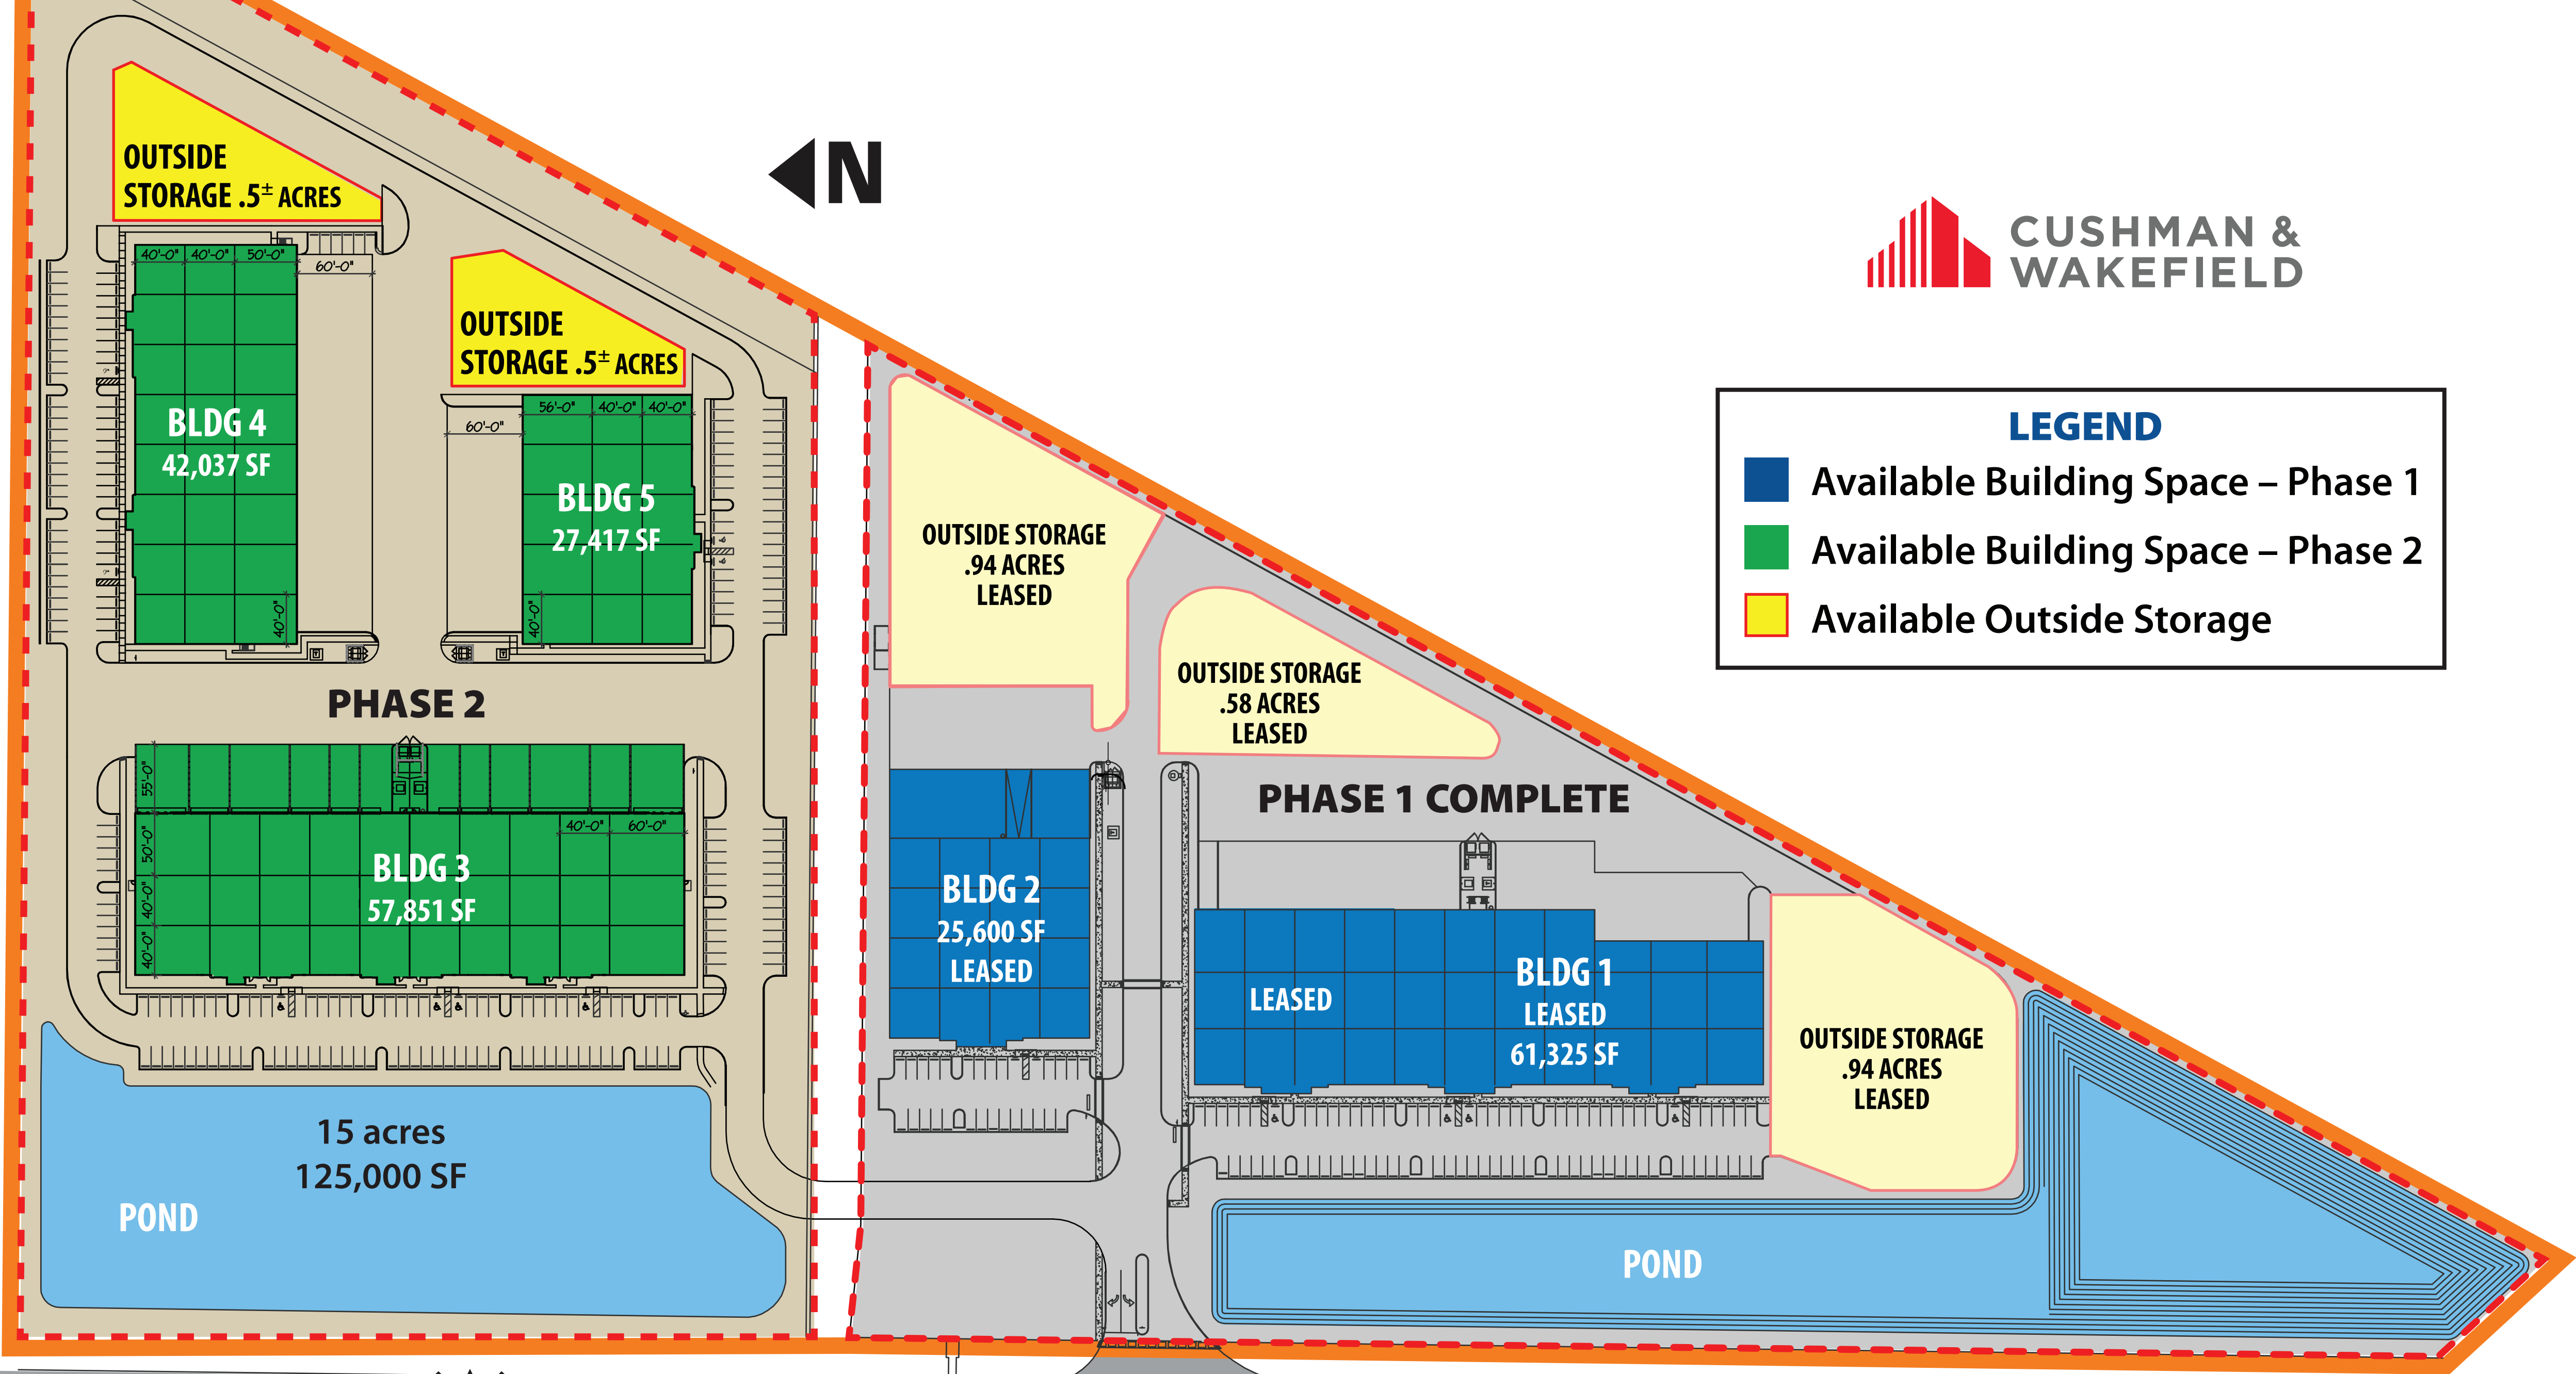 OUTSIDE
STORAGE .5± ACRES
40'-0" 40'-0" 50'-0"
60'-0"
BLDG 4
42,037 SF
40'-0"
OUTSIDE
STORAGE .5± ACRES
56'-0" 40'-0" 40'-0"
60'-0"
BLDG 5
27,417 SF
40'-0"
PHASE 2
55'-0"
50'-0"
40'-0"
40'-0"
40'-0" 60'-0"
BLDG 3
57,851 SF
15 acres
125,000 SF
POND
N
CUSHMAN &
WAKEFIELD
LEGEND
Available Building Space – Phase 1
Available Building Space – Phase 2
Available Outside Storage
OUTSIDE STORAGE
.94 ACRES
LEASED
OUTSIDE STORAGE
.58 ACRES
LEASED
PHASE 1 COMPLETE
BLDG 2
25,600 SF
LEASED
LEASED
BLDG 1
LEASED
61,325 SF
OUTSIDE STORAGE
.94 ACRES
LEASED
POND